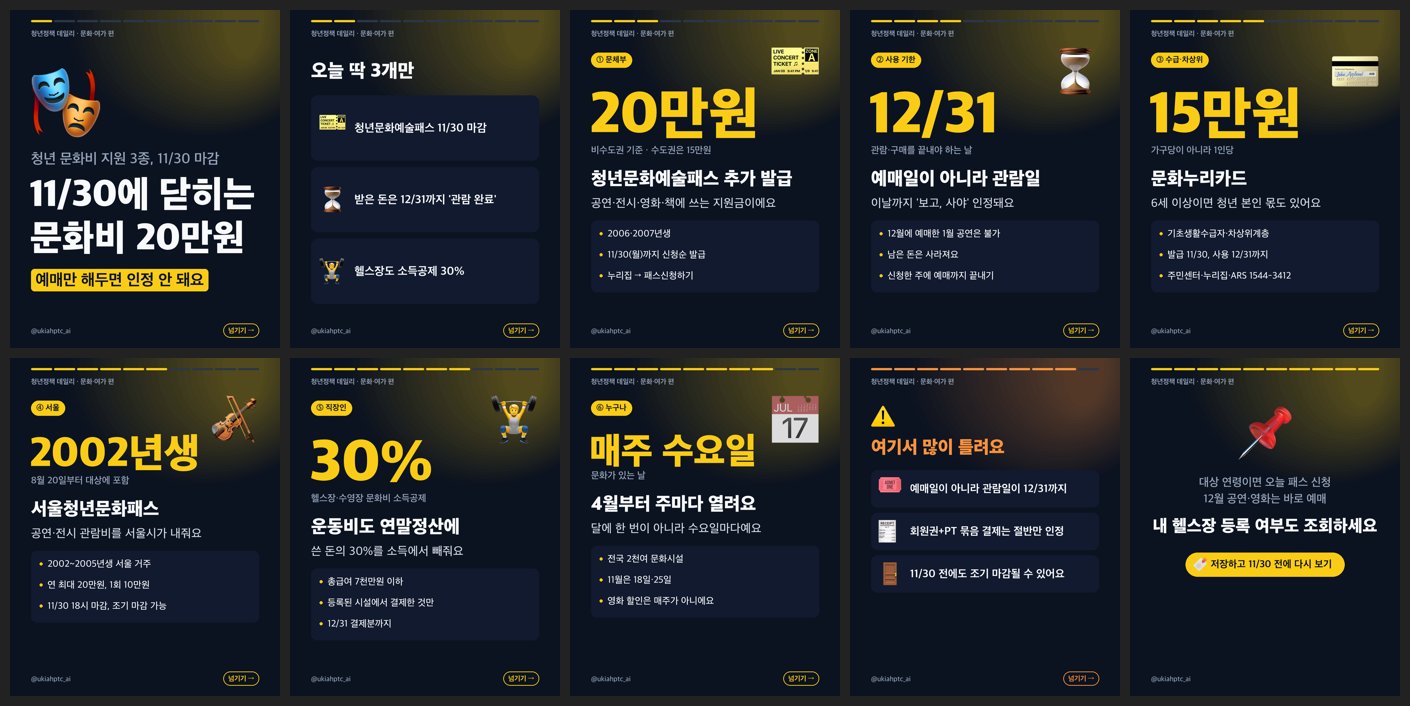 청년정책 데일리 · 문화·여가 편
청년 문화비 지원 3종, 11/30 마감
11/30에 닫히는
문화비 20만원
예매만 해두면 인정 안 돼요
@ukiahptc_ai
넘기기 →
청년정책 데일리 · 문화·여가 편
오늘 딱 3개만
청년문화예술패스 11/30 마감
받은 돈은 12/31까지 '관람 완료'
헬스장도 소득공제 30%
@ukiahptc_ai
넘기기 →
청년정책 데일리 · 문화·여가 편
① 문체부
LIVE
CONCERT
TICKET
ZONE
A
20만원
비수도권 기준 · 수도권은 15만원
청년문화예술패스 추가 발급
공연·전시·영화·책에 쓰는 지원금이에요
2006·2007년생
11/30(월)까지 신청순 발급
누리집 → 패스신청하기
@ukiahptc_ai
넘기기 →
청년정책 데일리 · 문화·여가 편
② 사용 기한
12/31
관람·구매를 끝내야 하는 날
예매일이 아니라 관람일
이날까지 '보고, 사야' 인정돼요
12월에 예매한 1월 공연은 불가
남은 돈은 사라져요
신청한 주에 예매까지 끝내기
@ukiahptc_ai
넘기기 →
청년정책 데일리 · 문화·여가 편
③ 수급·차상위
15만원
가구당이 아니라 1인당
문화누리카드
6세 이상이면 청년 본인 몫도 있어요
기초생활수급자·차상위계층
발급 11/30, 사용 12/31까지
주민센터·누리집·ARS 1544-3412
@ukiahptc_ai
넘기기 →
청년정책 데일리 · 문화·여가 편
④ 서울
2002년생
8월 20일부터 대상에 포함
서울청년문화패스
공연·전시 관람비를 서울시가 내줘요
2002~2005년생 서울 거주
연 최대 20만원, 1회 10만원
11/30 18시 마감, 조기 마감 가능
@ukiahptc_ai
넘기기 →
청년정책 데일리 · 문화·여가 편
⑤ 직장인
30%
헬스장·수영장 문화비 소득공제
운동비도 연말정산에
쓴 돈의 30%를 소득에서 빼줘요
총급여 7천만원 이하
등록된 시설에서 결제한 것만
12/31 결제분까지
@ukiahptc_ai
넘기기 →
청년정책 데일리 · 문화·여가 편
⑥ 누구나
JUL
17
매주 수요일
문화가 있는 날
4월부터 주마다 열려요
달에 한 번이 아니라 수요일마다예요
전국 2천여 문화시설
11월은 18일·25일
영화 할인은 매주가 아니에요
@ukiahptc_ai
넘기기 →
청년정책 데일리 · 문화·여가 편
여기서 많이 틀려요
ADMIT
ONE
예매일이 아니라 관람일이 12/31까지
RECEIPT
회원권+PT 묶음 결제는 절반만 인정
11/30 전에도 조기 마감될 수 있어요
@ukiahptc_ai
넘기기 →
청년정책 데일리 · 문화·여가 편
대상 연령이면 오늘 패스 신청
12월 공연·영화는 바로 예매
내 헬스장 등록 여부도 조회하세요
저장하고 11/30 전에 다시 보기
@ukiahptc_ai